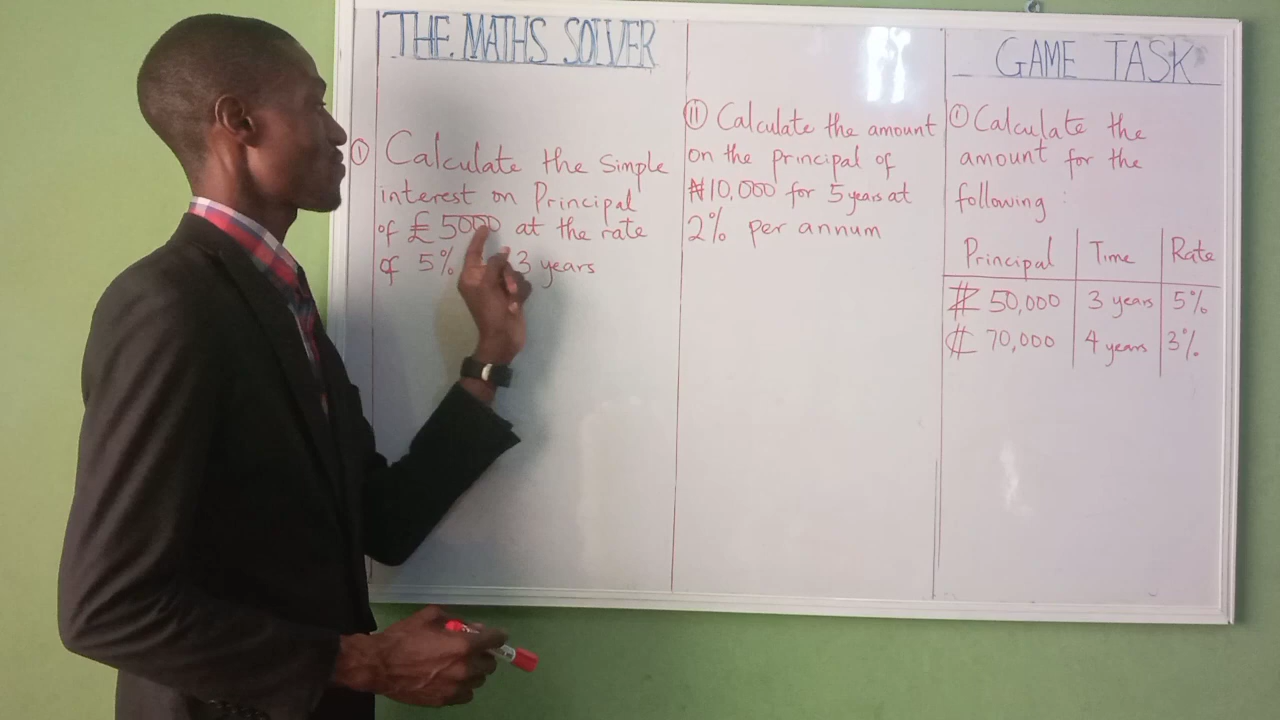 THE MATHS SOLVER
① Calculate the simple
interest on Principal
of £ 5000 at the rate
of 5% 3 years
⑪ Calculate the amount
on the principal of
₦10,000 for 5 years at
2% per annum
GAME TASK
① Calculate the
amount for the
following :
Principal Time Rate
₦ 50,000 3 years 5%
₵ 70,000 4 years 3%